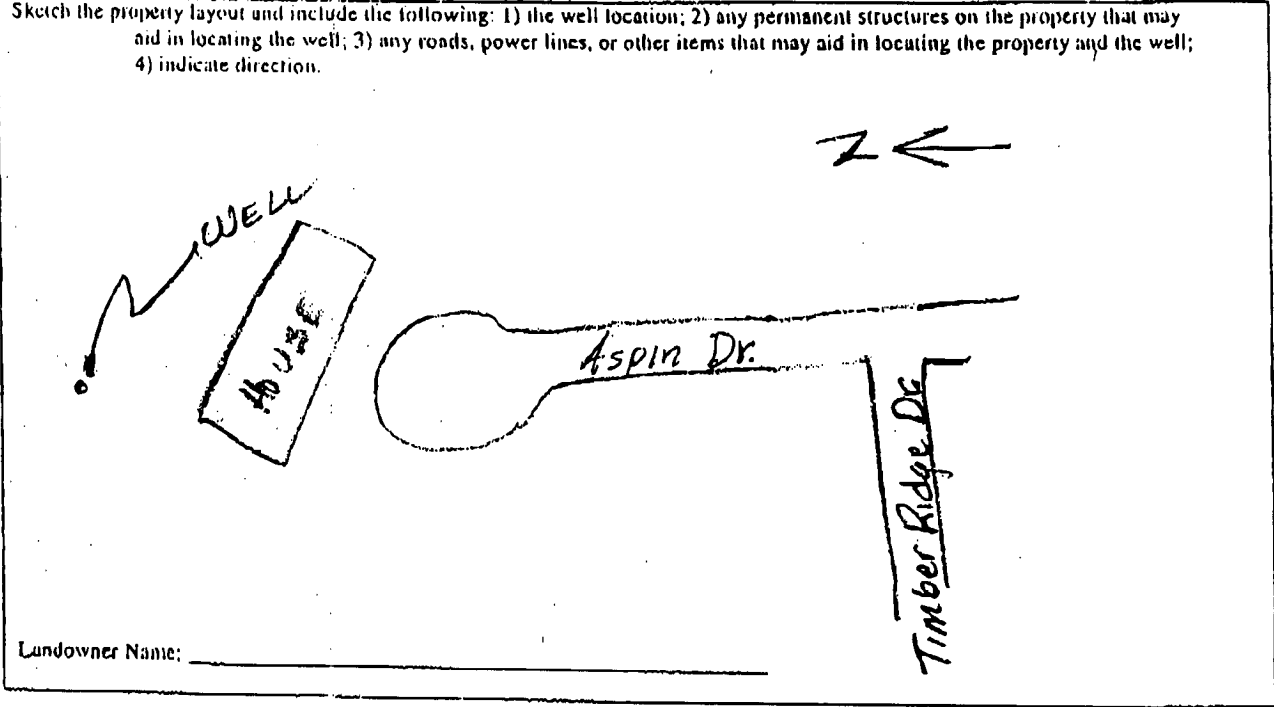 Sketch the property layout and include the following: 1) the well location; 2) any permanent structures on the property that may
aid in locating the well; 3) any roads, power lines, or other items that may aid in locating the property and the well;
4) indicate direction.
N
WELL
HOUSE
Aspin Dr.
Timber Ridge Dr
Landowner Name: